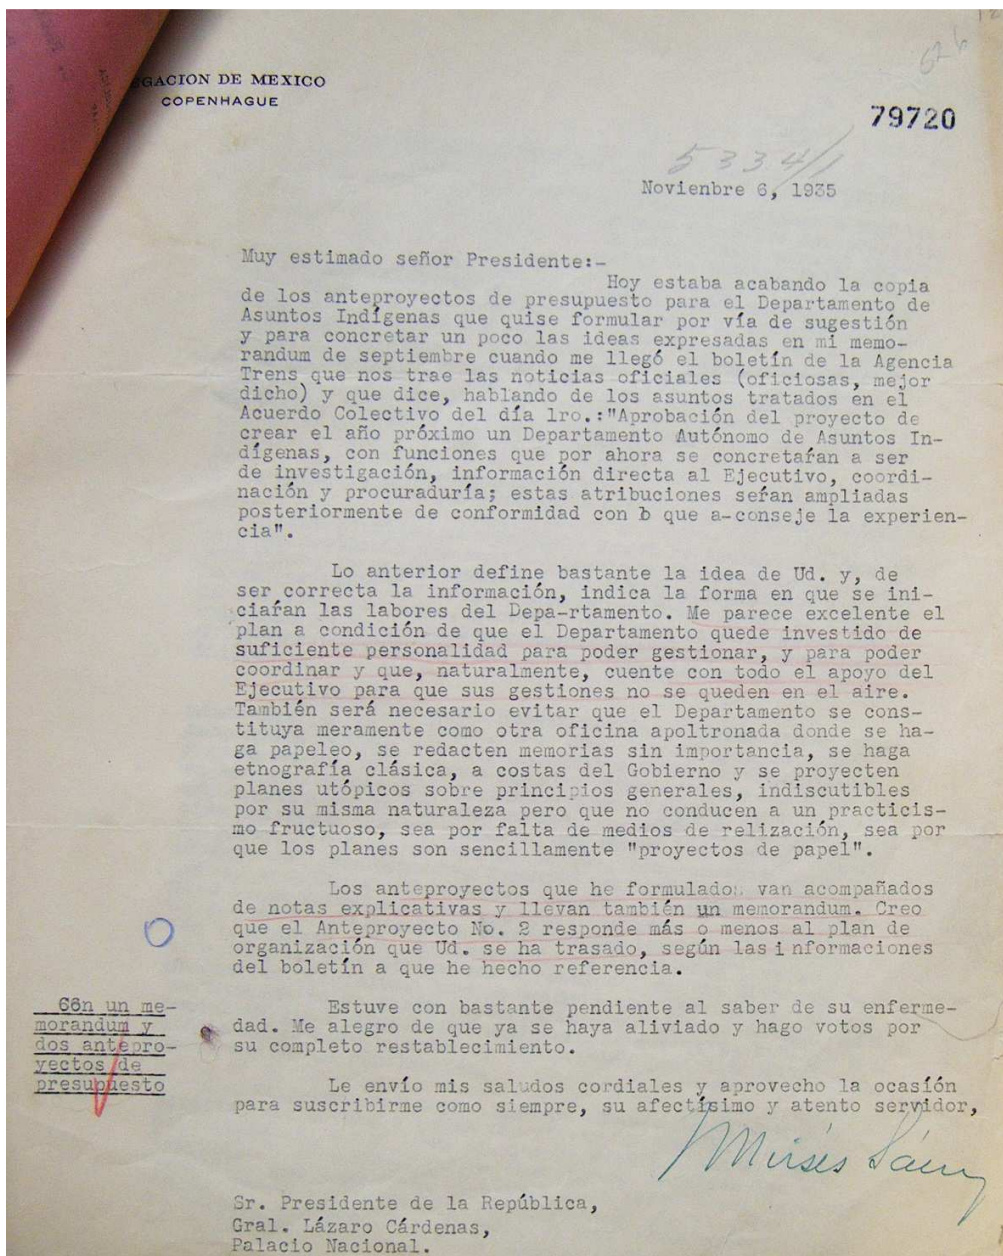 GACION DE MEXICO
COPENHAGUE
79720
5334/1
Novienbre 6, 1935
Muy estimado señor Presidente:-
Hoy estaba acabando la copia
de los anteproyectos de presupuesto para el Departamento de
Asuntos Indígenas que quise formular por vía de sugestión
y para concretar un poco las ideas expresadas en mi memo-
randum de septiembre cuando me llegó el boletín de la Agencia
Trens que nos trae las noticias oficiales (oficiosas, mejor
dicho) y que dice, hablando de los asuntos tratados en el
Acuerdo Colectivo del día 1ro.:"Aprobación del proyecto de
crear el año próximo un Departamento Autónomo de Asuntos In-
dígenas, con funciones que por ahora se concretaŕan a ser
de investigación, información directa al Ejecutivo, coordi-
nación y procuraduría; estas atribuciones seŕan ampliadas
posteriormente de conformidad con b que a-conseje la experien-
cia".
Lo anterior define bastante la idea de Ud. y, de
ser correcta la información, indica la forma en que se ini-
ciaŕan las labores del Depa-rtamento. Me parece excelente el
plan a condición de que el Departamento quede investido de
suficiente personalidad para poder gestionar, y para poder
coordinar y que, naturalmente, cuente con todo el apoyo del
Ejecutivo para que sus gestiones no se queden en el aire.
También será necesario evitar que el Departamento se cons-
tituya meramente como otra oficina apoltronada donde se ha-
ga papeleo, se redacten memorias sin importancia, se haga
etnografía clásica, a costas del Gobierno y se proyecten
planes utópicos sobre principios generales, indiscutibles
por su misma naturaleza pero que no conducen a un practicis-
mo fructuoso, sea por falta de medios de relización, sea por
que los planes son sencillamente "proyectos de papel".
Los anteproyectos que he formulado: van acompañados
de notas explicativas y llevan también un memorandum. Creo
que el Anteproyecto No. 2 responde más o menos al plan de
organización que Ud. se ha trasado, según las i nformaciones
del boletín a que he hecho referencia.
Estuve con bastante pendiente al saber de su enferme-
dad. Me alegro de que ya se haya aliviado y hago votos por
su completo restablecimiento.
Le envío mis saludos cordiales y aprovecho la ocasión
para suscribirme como siempre, su afectísimo y atento servidor,
n un me-
morandum y
dos antepro-
yectos de
presupuesto
Moisés Sáenz
Sr. Presidente de la República,
Gral. Lázaro Cárdenas,
Palacio Nacional.